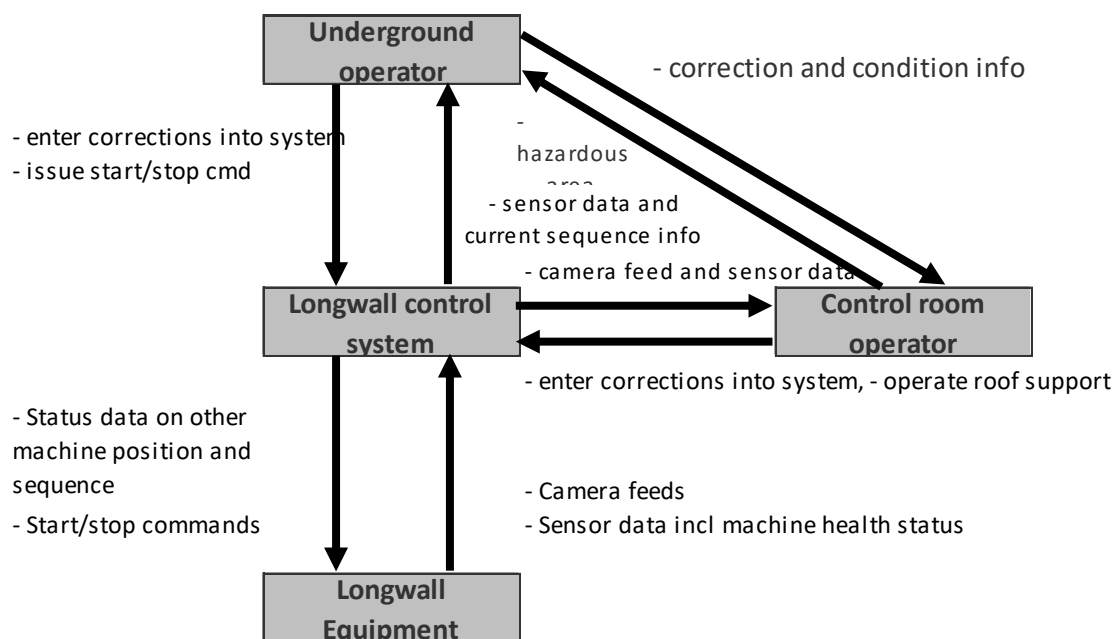 Underground
operator
- correction and condition info
- enter corrections into system
- issue start/stop cmd
-
hazardous
area
- sensor data and
current sequence info
- camera feed and sensor data
Longwall control
system
Control room
operator
- enter corrections into system, - operate roof support
- Status data on other
machine position and
sequence
- Start/stop commands
- Camera feeds
- Sensor data incl machine health status
Longwall
Equipment